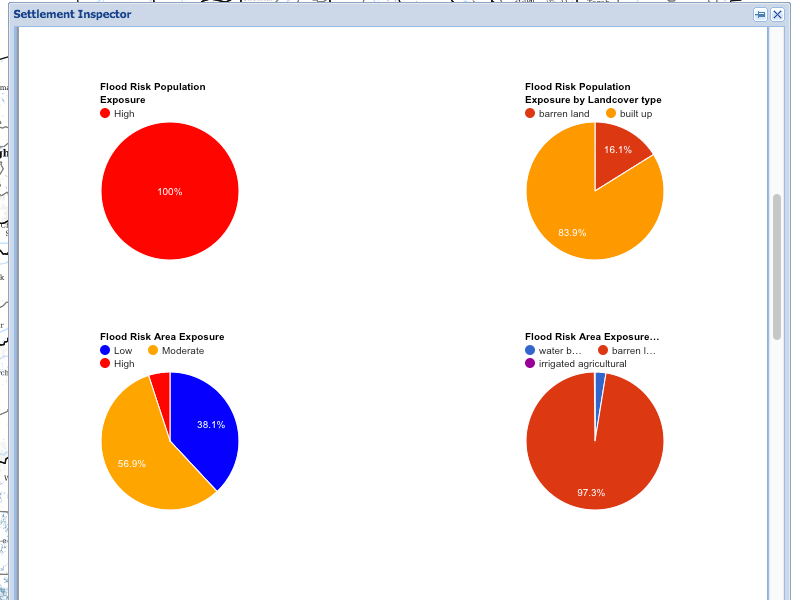 Settlement Inspector
Flood Risk Population
Exposure
High
100%
Flood Risk Population
Exposure by Landcover type
barren land built up
16.1%
83.9%
Flood Risk Area Exposure
Low Moderate
High
38.1%
56.9%
Flood Risk Area Exposure...
water b... barren l...
irrigated agricultural
97.3%